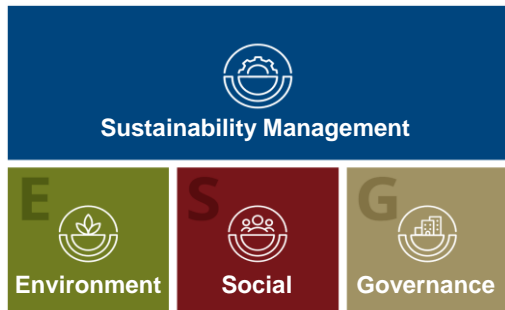 Sustainability Management
E
S
G
Environment
Social
Governance